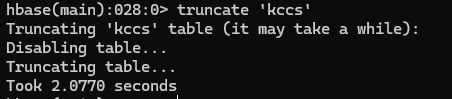 hbase(main):028:0> truncate 'kccs'
Truncating 'kccs' table (it may take a while):
Disabling table...
Truncating table...
Took 2.0770 seconds